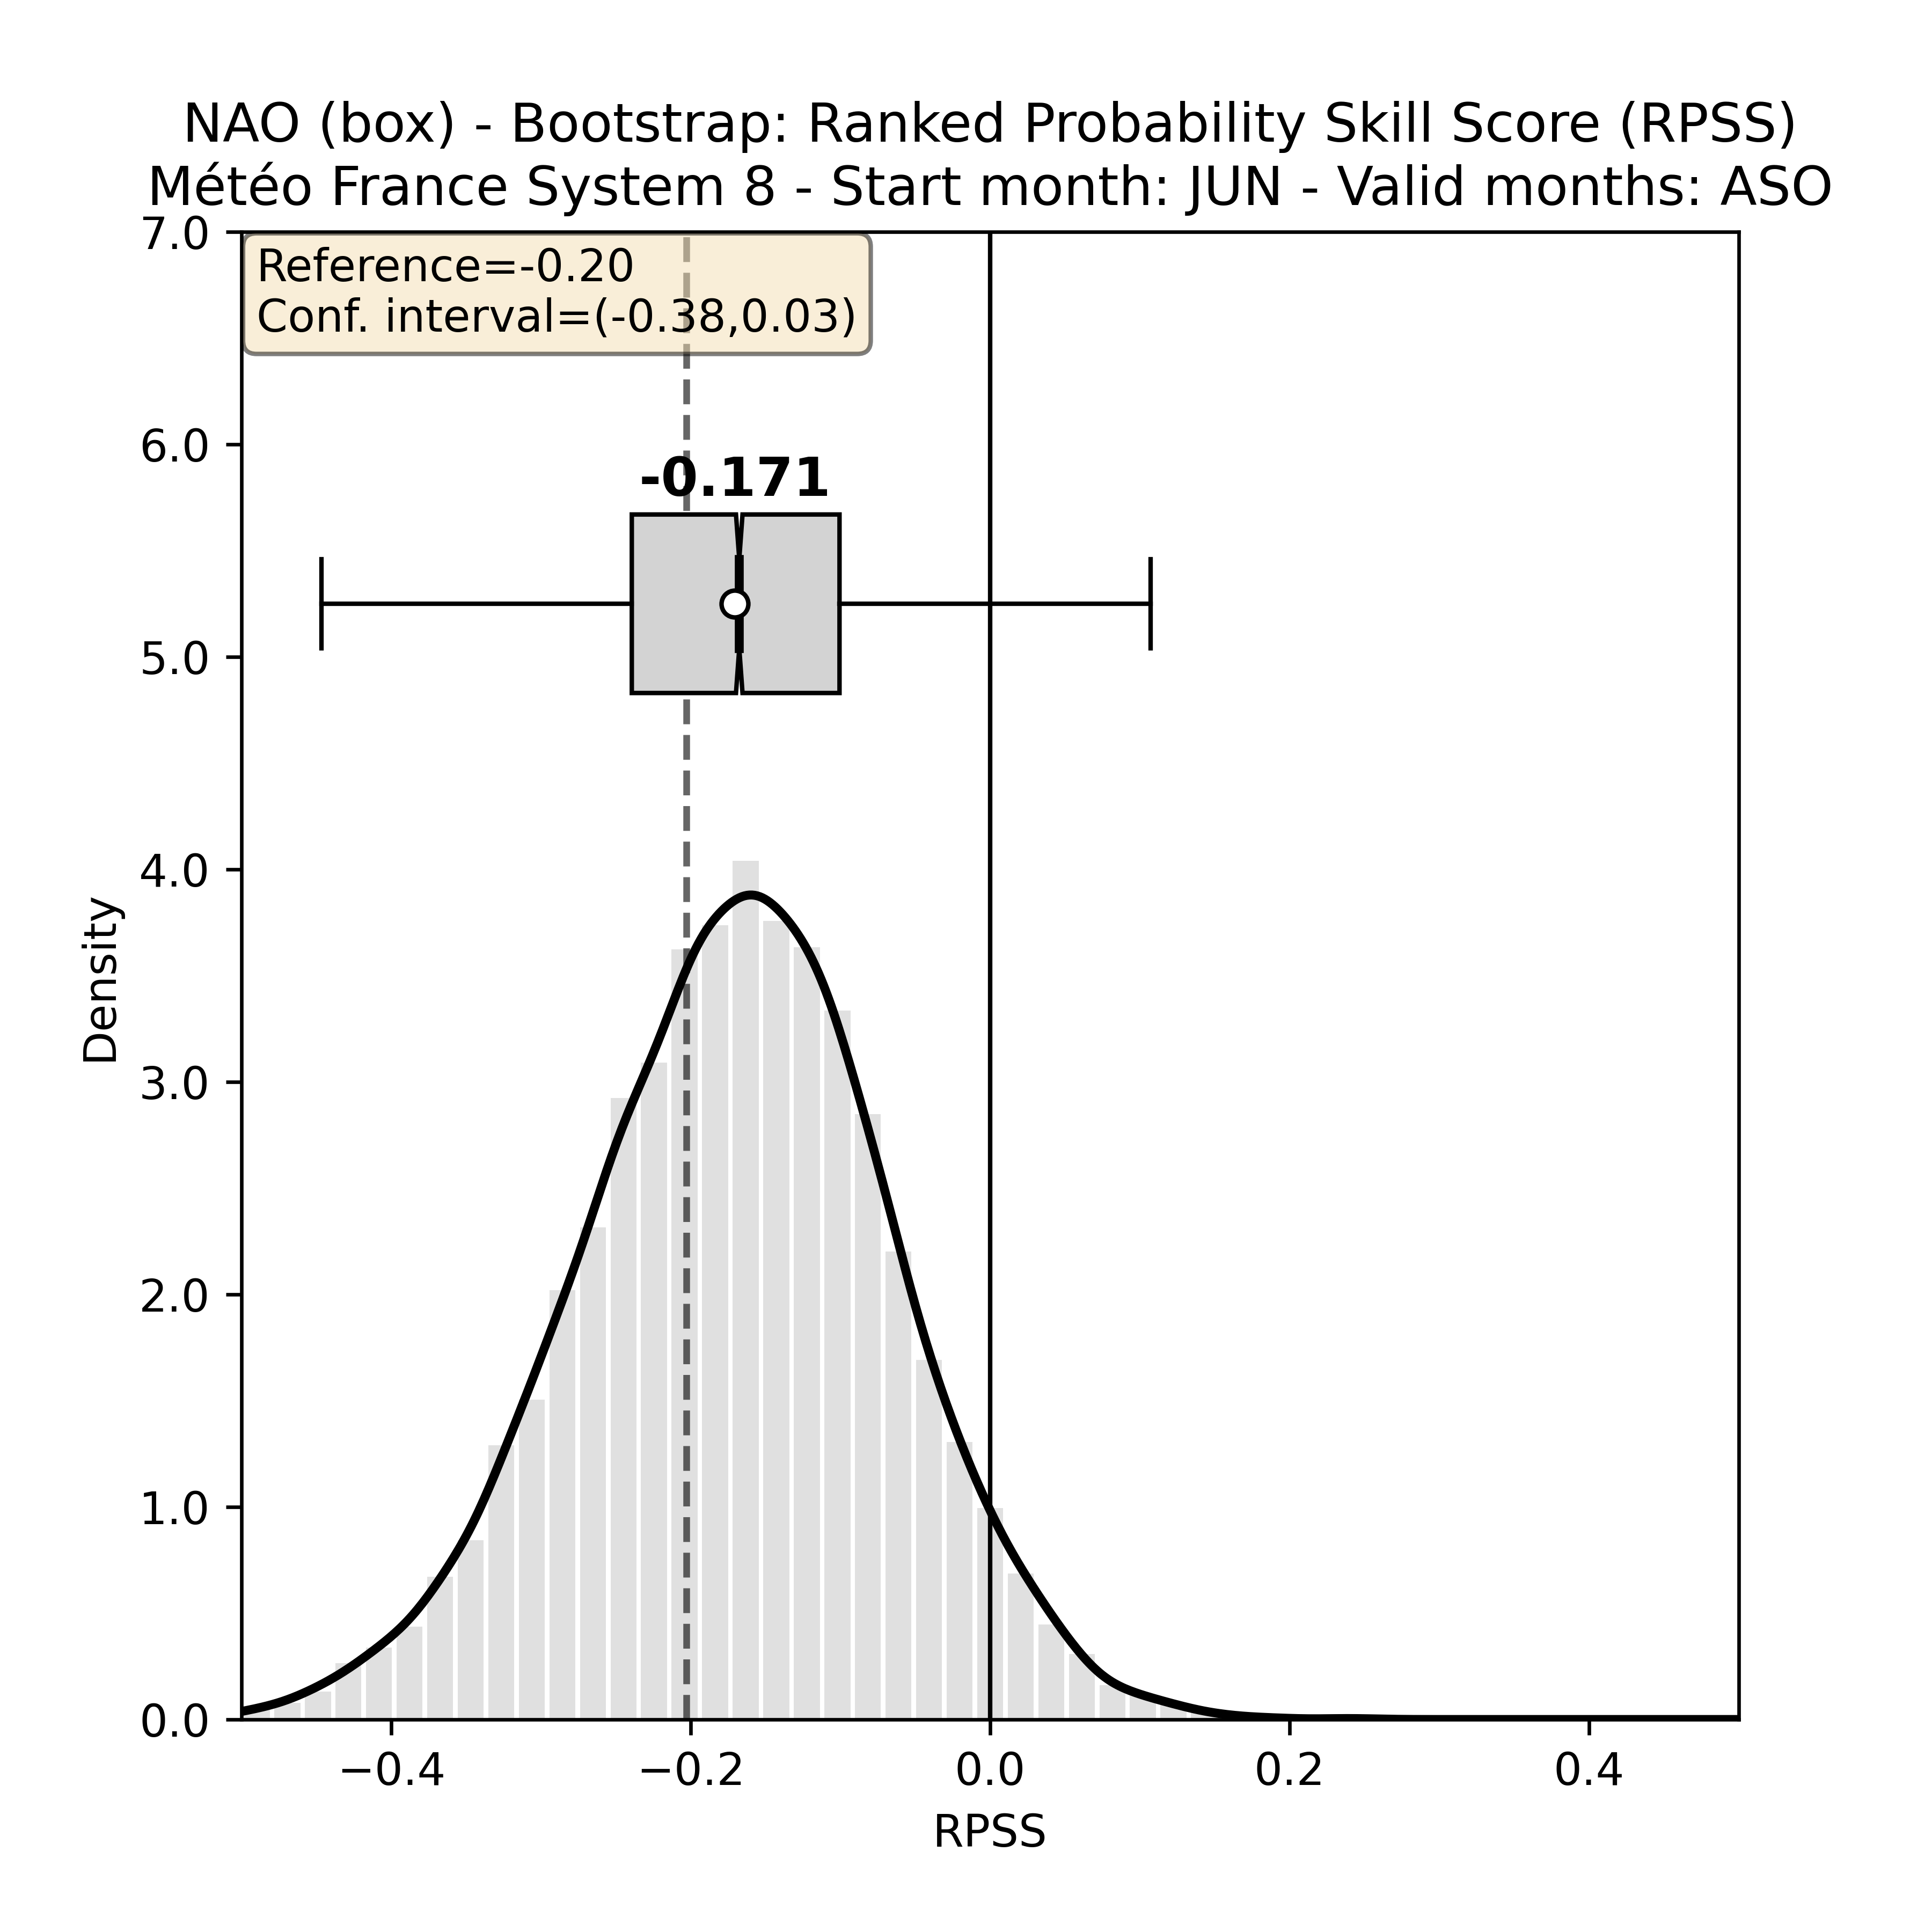 NAO (box) - Bootstrap: Ranked Probability Skill Score (RPSS)
Météo France System 8 - Start month: JUN - Valid months: ASO
7.0
Reference=-0.20
Conf. interval=(-0.38,0.03)
6.0
-0.171
5.0
4.0
Density
3.0
2.0
1.0
0.0
−0.4
−0.2
0.0
0.2
0.4
RPSS